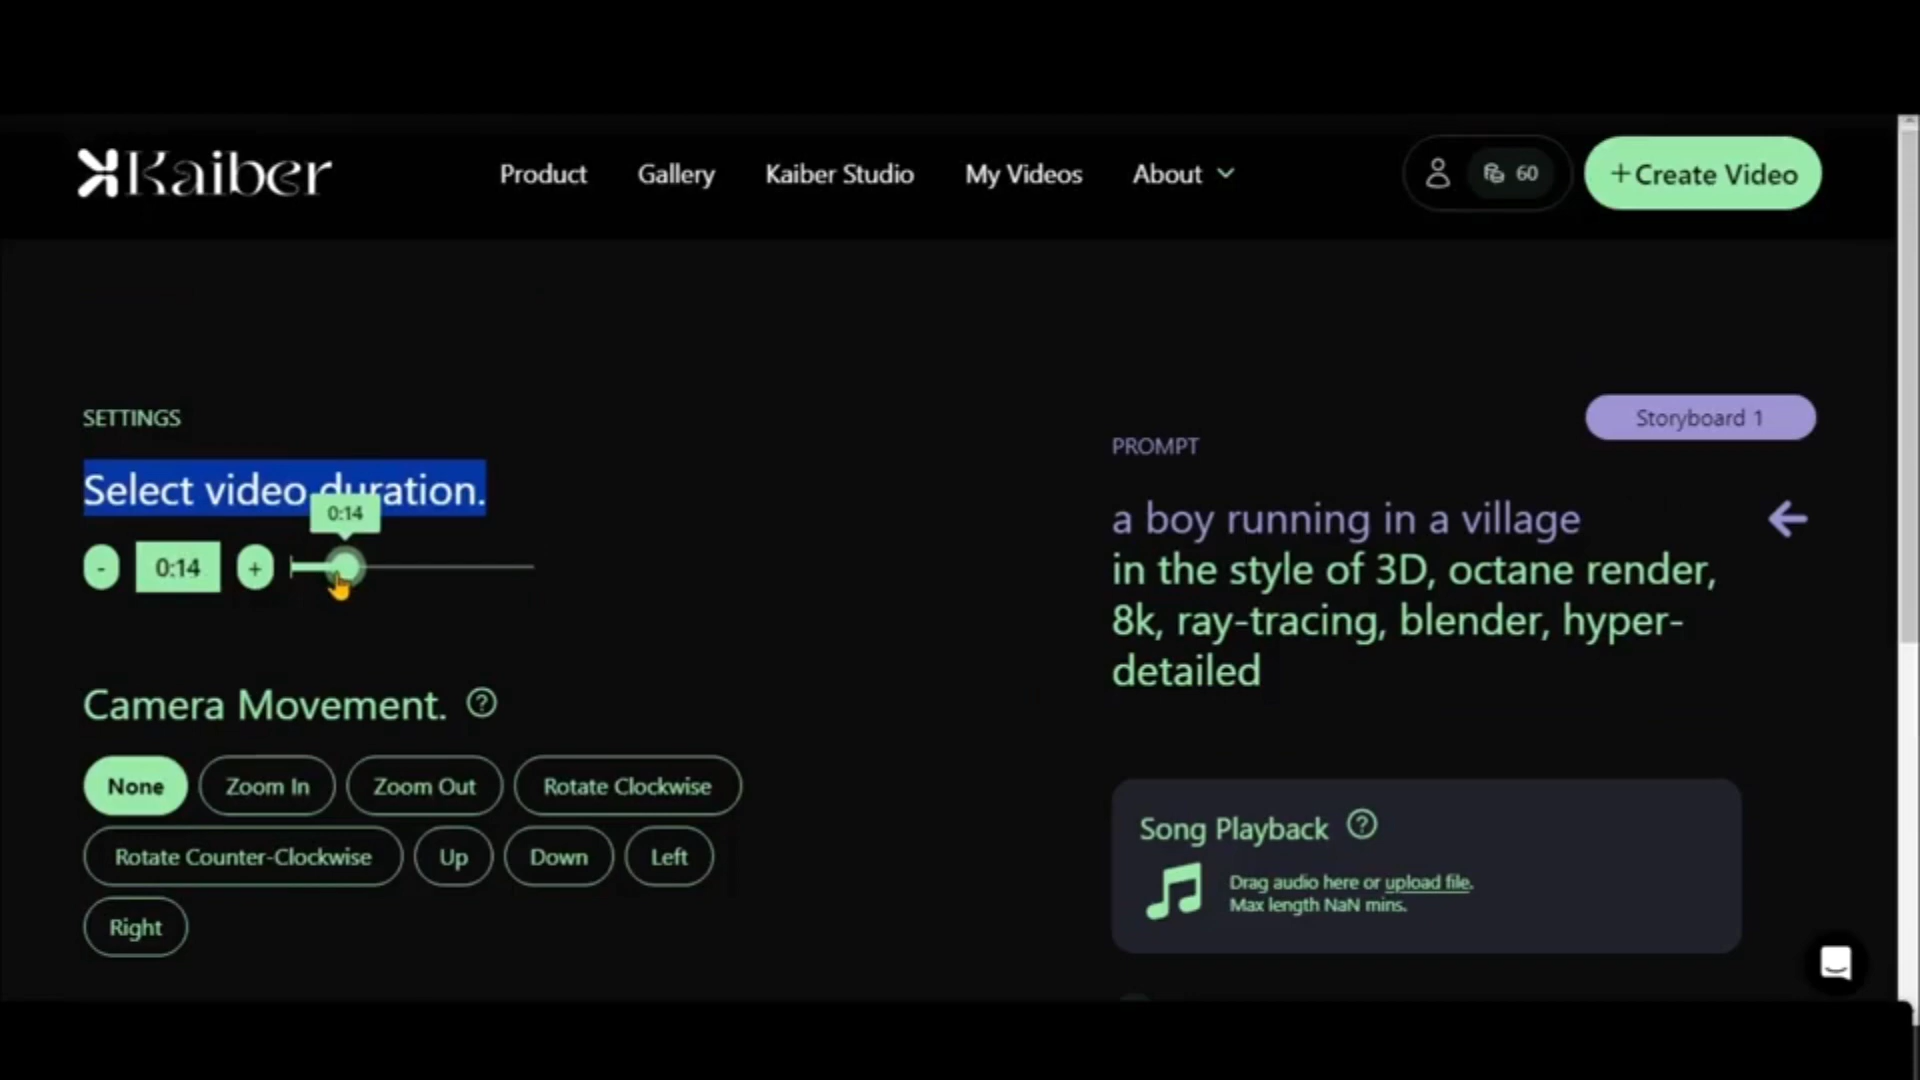 Kaiber
Product
Gallery
Kaiber Studio
My Videos
About
60
+Create Video
SETTINGS
Select video duration.
0:14
-
0:14
+
Camera Movement. ?
None
Zoom In
Zoom Out
Rotate Clockwise
Rotate Counter-Clockwise
Up
Down
Left
Right
Storyboard 1
PROMPT
a boy running in a village
in the style of 3D, octane render,
8k, ray-tracing, blender, hyper-
detailed
Song Playback ?
Drag audio here or upload file.
Max length NaN mins.